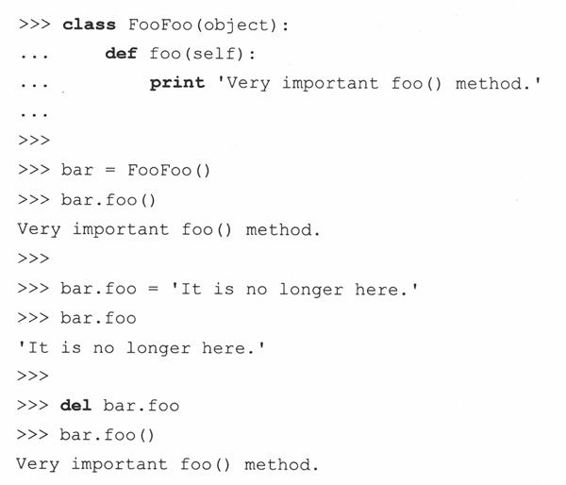 >>> class FooFoo(object):
...     def foo(self):
...         print 'Very important foo() method.'
...
>>>
>>> bar = FooFoo()
>>> bar.foo()
Very important foo() method.
>>>
>>> bar.foo = 'It is no longer here.'
>>> bar.foo
'It is no longer here.'
>>>
>>> del bar.foo
>>> bar.foo()
Very important foo() method.